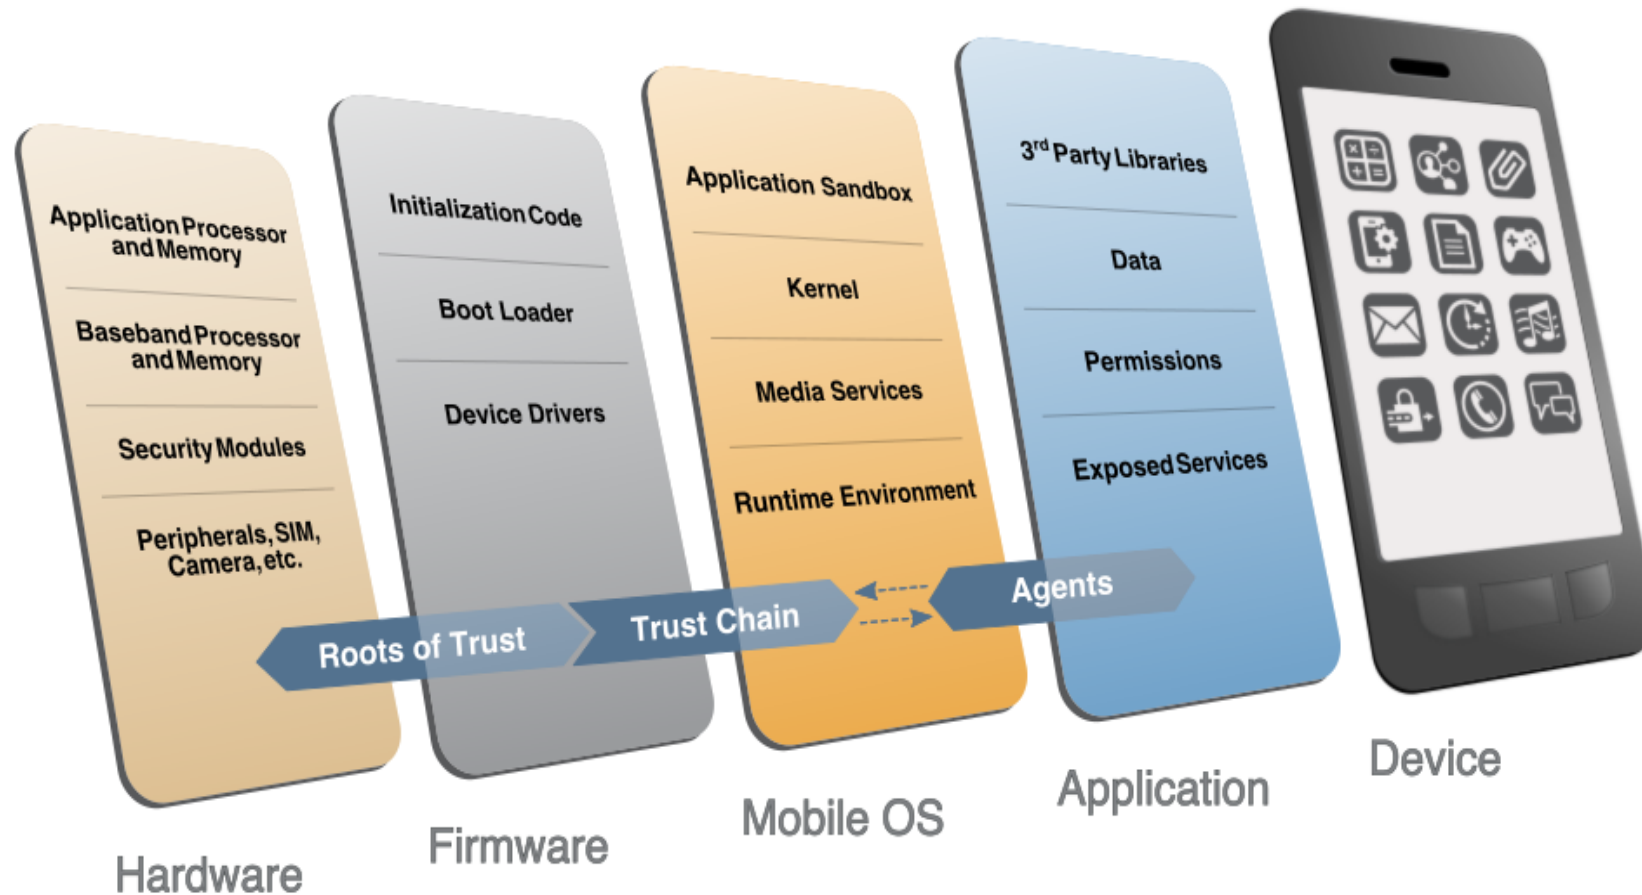 Application Processor
and Memory
Baseband Processor
and Memory
Security Modules
Peripherals, SIM,
Camera, etc.
Hardware
Initialization Code
Boot Loader
Device Drivers
Firmware
Application Sandbox
Kernel
Media Services
Runtime Environment
Mobile OS
3rd Party Libraries
Data
Permissions
Exposed Services
Application
Device
Roots of Trust
Trust Chain
Agents